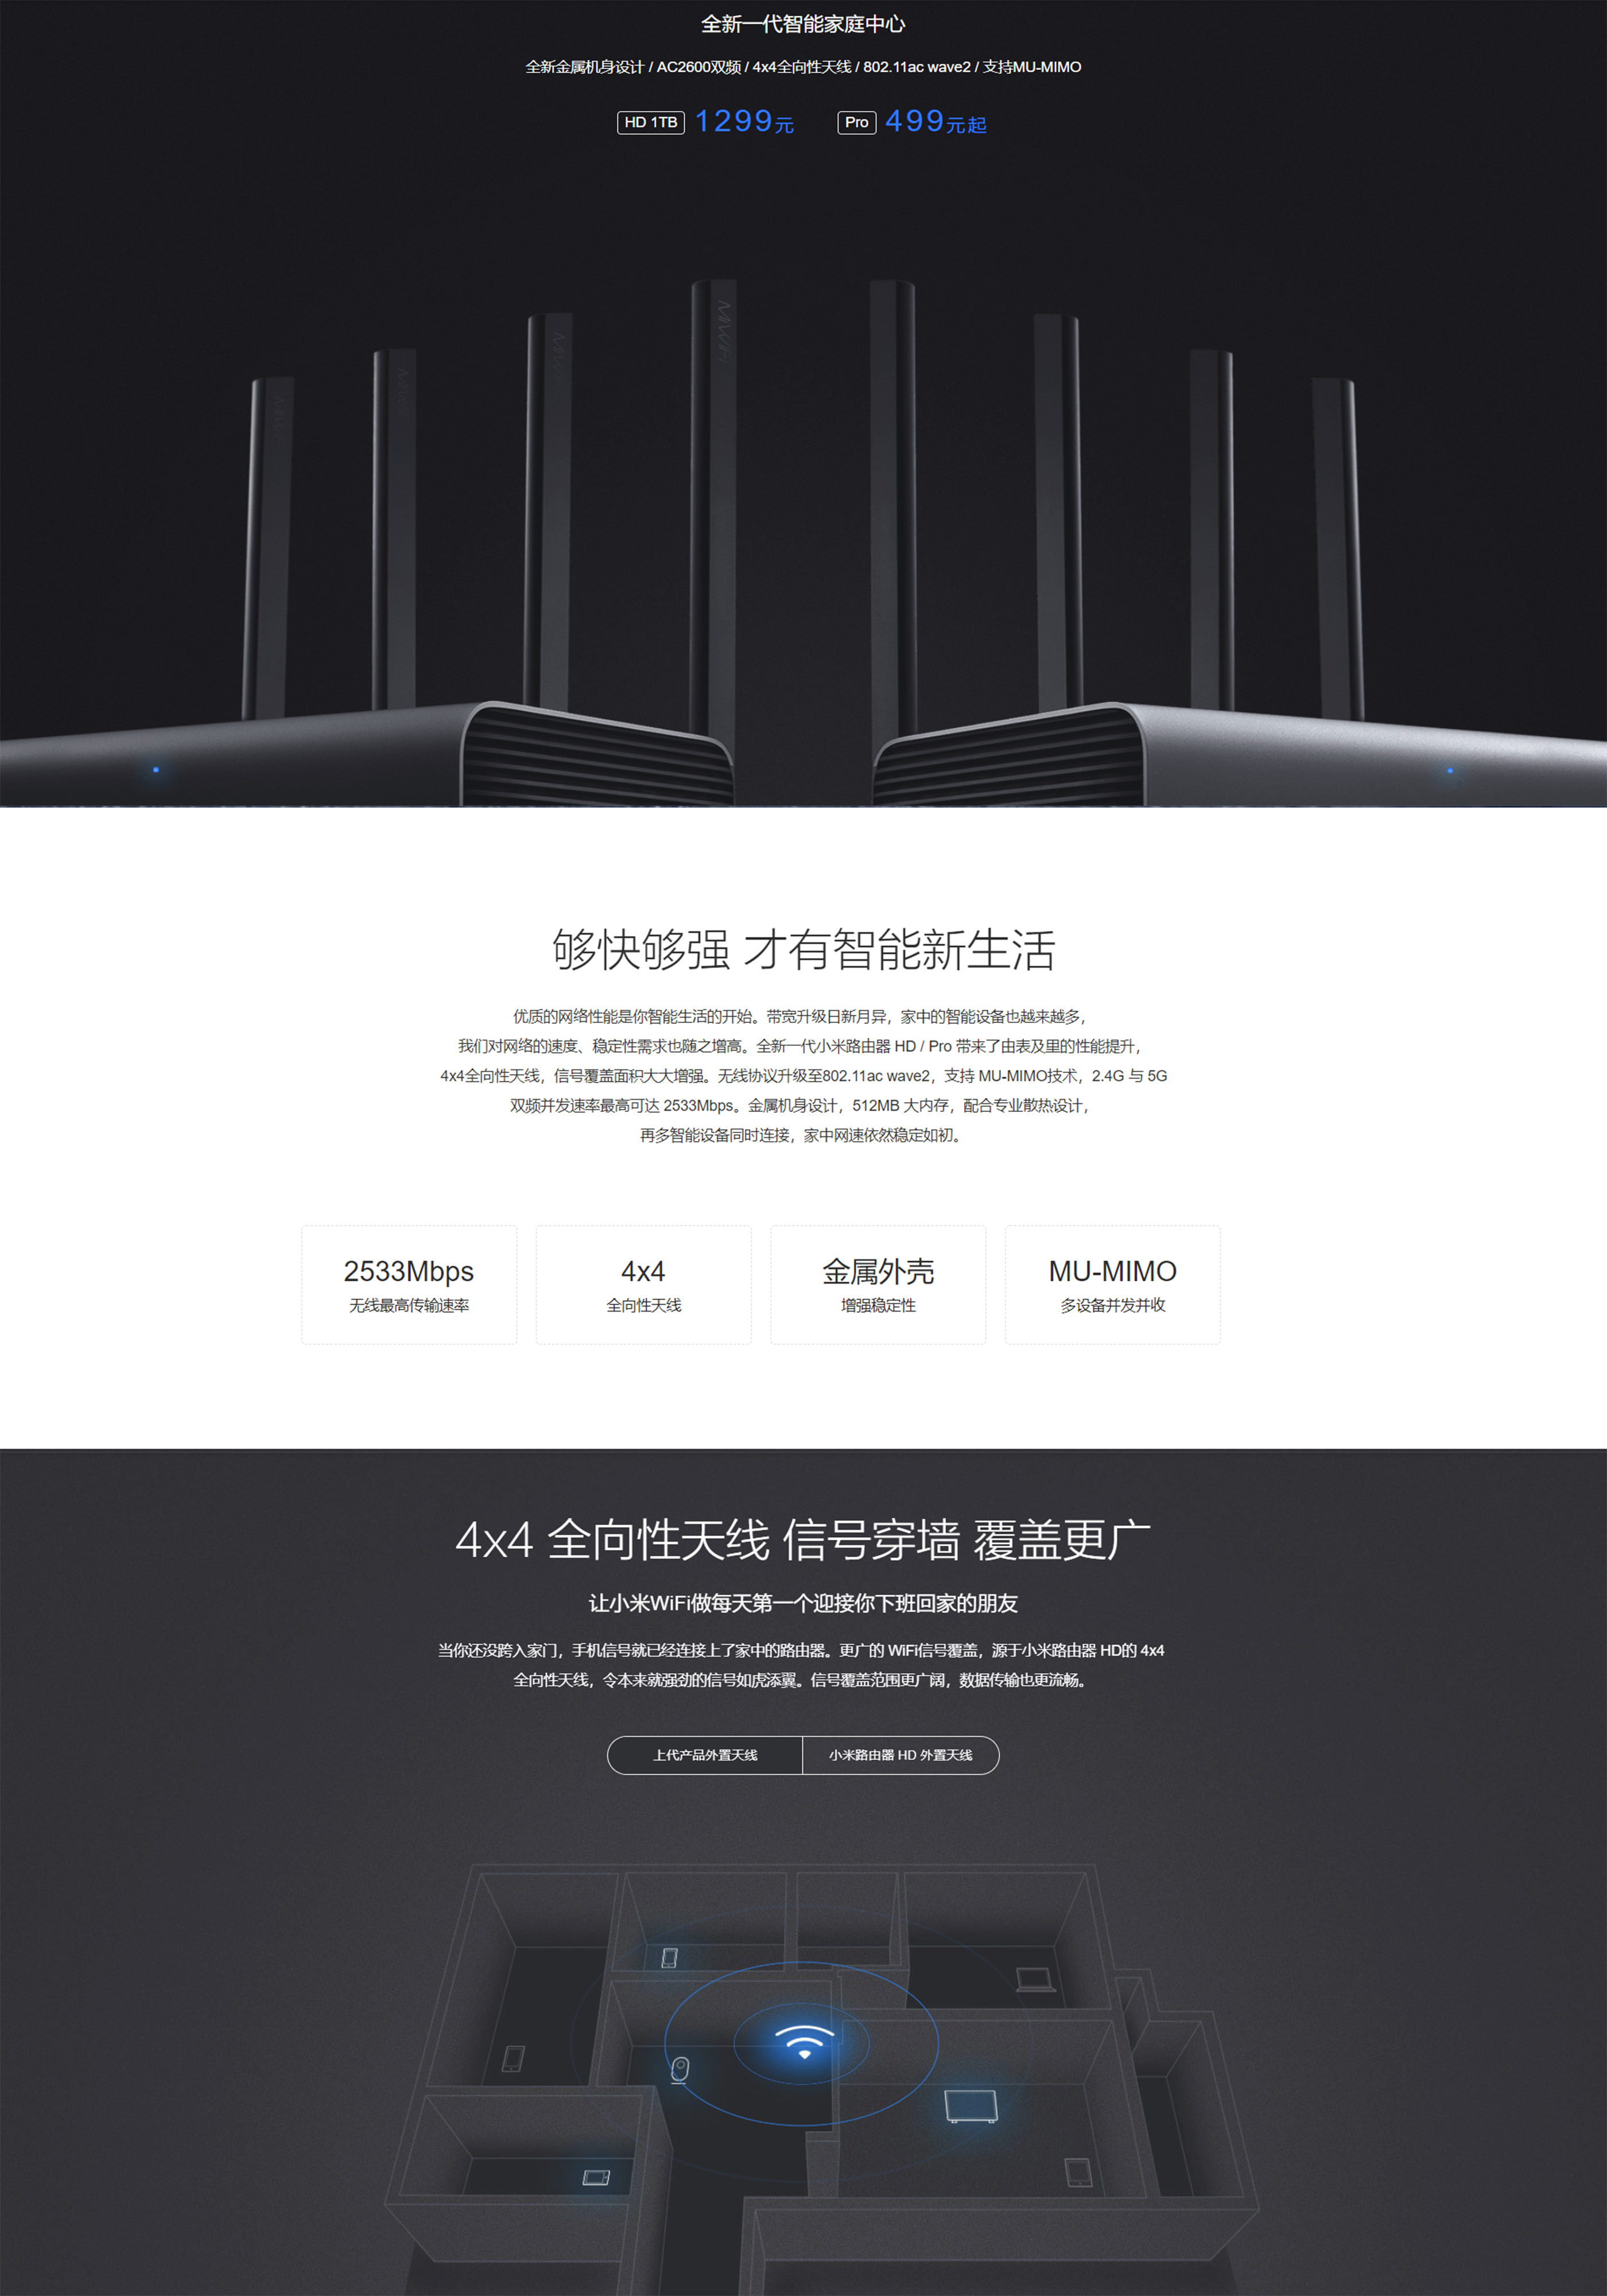 全新一代智能家庭中心
全新金属机身设计 / AC2600双频 / 4x4全向性天线 / 802.11ac wave2 / 支持MU-MIMO
HD 1TB 1299元 Pro 499元起
够快够强 才有智能新生活
优质的网络性能是你智能生活的开始。带宽升级日新月异，家中的智能设备也越来越多，
我们对网络的速度、稳定性需求也随之增高。全新一代小米路由器 HD / Pro 带来了由表及里的性能提升，
4x4全向性天线，信号覆盖面积大大增强。无线协议升级至802.11ac wave2，支持 MU-MIMO技术，2.4G 与 5G
双频并发速率最高可达 2533Mbps。金属机身设计，512MB 大内存，配合专业散热设计，
再多智能设备同时连接，家中网速依然稳定如初。
2533Mbps
无线最高传输速率
4x4
全向性天线
金属外壳
增强稳定性
MU-MIMO
多设备并发并收
4x4 全向性天线 信号穿墙 覆盖更广
让小米WiFi做每天第一个迎接你下班回家的朋友
当你还没跨入家门，手机信号就已经连接上了家中的路由器。更广的 WiFi信号覆盖，源于小米路由器 HD的 4x4
全向性天线，令本来就强劲的信号如虎添翼。信号覆盖范围更广阔，数据传输也更流畅。
上代产品外置天线 小米路由器 HD 外置天线